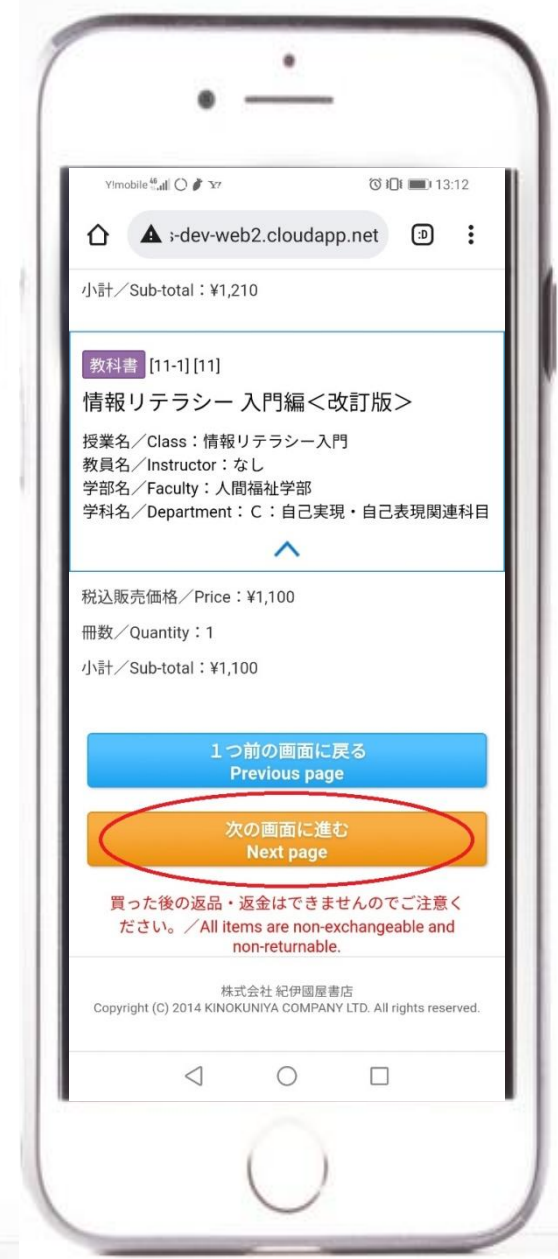 Y!mobile 13:12
s-dev-web2.cloudapp.net :D
小計／Sub-total：¥1,210
教科書 [11-1] [11]
情報リテラシー 入門編＜改訂版＞
授業名／Class：情報リテラシー入門
教員名／Instructor：なし
学部名／Faculty：人間福祉学部
学科名／Department：C：自己実現・自己表現関連科目
税込販売価格／Price：¥1,100
冊数／Quantity：1
小計／Sub-total：¥1,100
１つ前の画面に戻る
Previous page
次の画面に進む
Next page
買った後の返品・返金はできませんのでご注意く
ださい。／All items are non-exchangeable and
non-returnable.
株式会社 紀伊國屋書店
Copyright (C) 2014 KINOKUNIYA COMPANY LTD. All rights reserved.